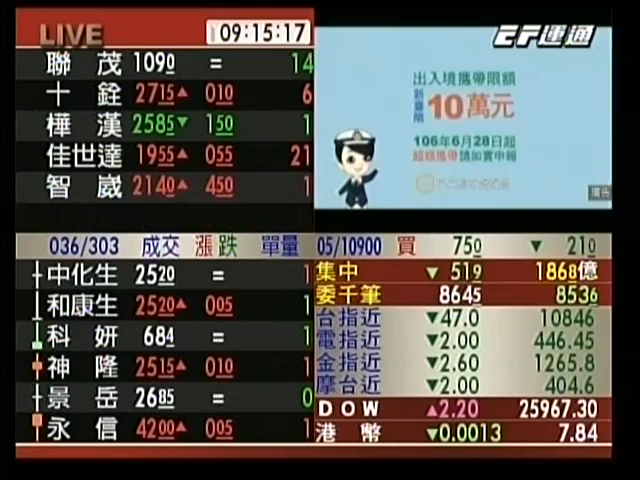 LIVE
09:15:17
聯茂 1090 = 14
十銓 2715▲ 010 6
樺漢 2585▼ 150 1
佳世達 1955▲ 055 21
智崴 2140▲ 450 1
出入境攜帶限額
新臺幣 10萬元
106年6月28日起
超額攜帶請如實申報
廣告
036/303 成交 漲跌 單量
中化生 2520 = 1
和康生 2520▲ 005 1
科妍 684 = 1
神隆 2515▲ 010 1
景岳 2685 = 0
永信 4200▲ 005 1
05/10900 買 750 ▼ 210
集中 ▼ 519 1868億
委千筆 8645 8536
台指近 ▼47.0 10846
電指近 ▼2.00 446.45
金指近 ▼2.60 1265.8
摩台近 ▼2.00 404.6
DOW ▲2.20 25967.30
港幣 ▼0.0013 7.84